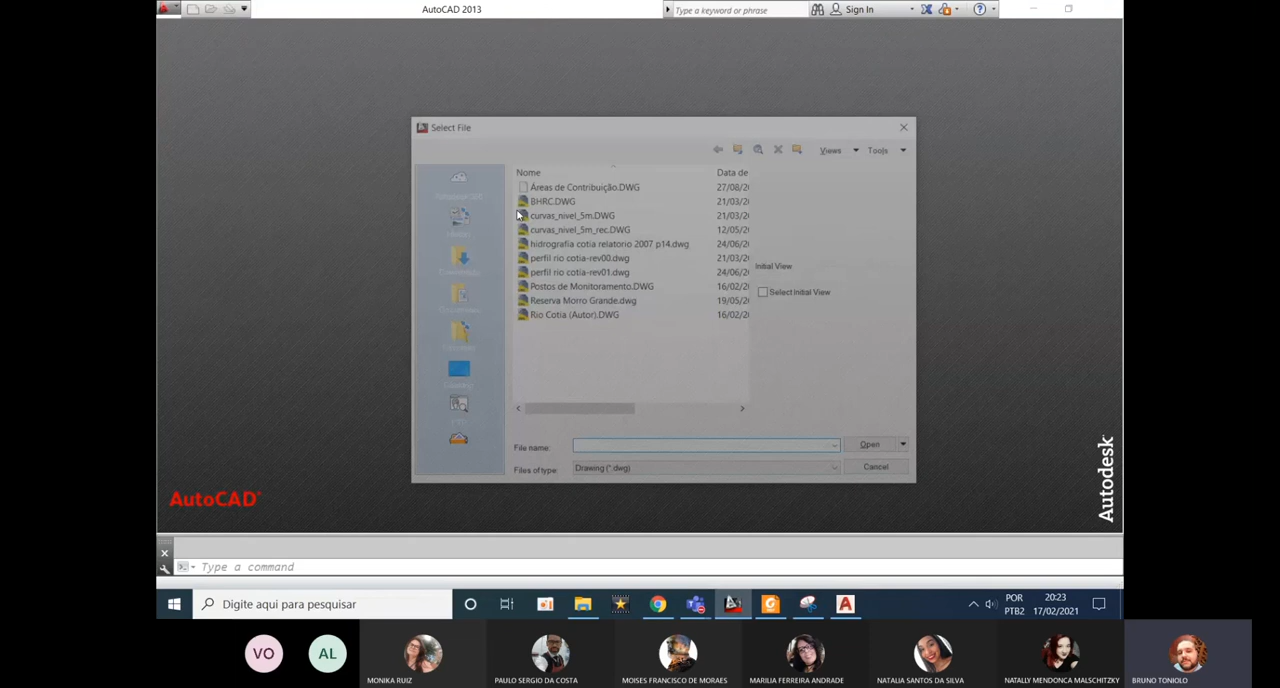 AutoCAD 2013
Type a keyword or phrase
Sign In
Select File
Views
Tools
Nome
Data de
Áreas de Contribuição.DWG
27/08/2
BHRC.DWG
21/03/2
curvas_nivel_5m.DWG
21/03/2
curvas_nivel_5m_rec.DWG
12/05/2
hidrografia cotia relatorio 2007 p14.dwg
24/06/2
perfil rio cotia-rev00.dwg
21/03/2
perfil rio cotia-rev01.dwg
24/06/2
Postos de Monitoramento.DWG
16/02/2
Reserva Morro Grande.dwg
19/05/2
Rio Cotia (Autor).DWG
16/02/2
Initial View
Select Initial View
File name:
Open
Files of type:
Drawing (*.dwg)
Cancel
AutoCAD
Autodesk
Type a command
Digite aqui para pesquisar
POR
PTB2
20:23
17/02/2021
VO
AL
MONIKA RUIZ
PAULO SERGIO DA COSTA
MOISES FRANCISCO DE MORAES
MARILIA FERREIRA ANDRADE
NATALIA SANTOS DA SILVA
NATALLY MENDONCA MALSCHITZKY
BRUNO TONIOLO